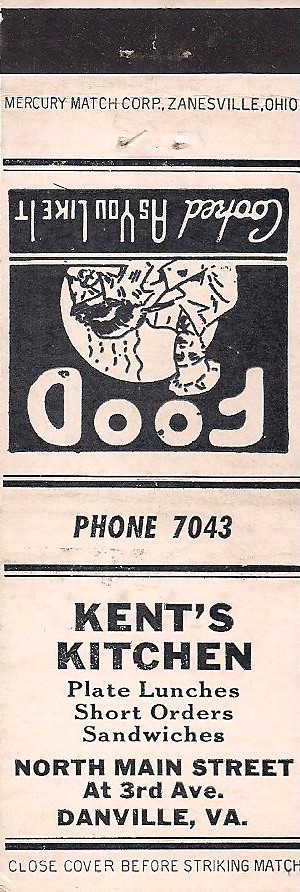 MERCURY MATCH CORP., ZANESVILLE, OHIO
FOOD
Cooked As You Like It
PHONE 7043
KENT'S
KITCHEN
Plate Lunches
Short Orders
Sandwiches
NORTH MAIN STREET
At 3rd Ave.
DANVILLE, VA.
CLOSE COVER BEFORE STRIKING MATCH